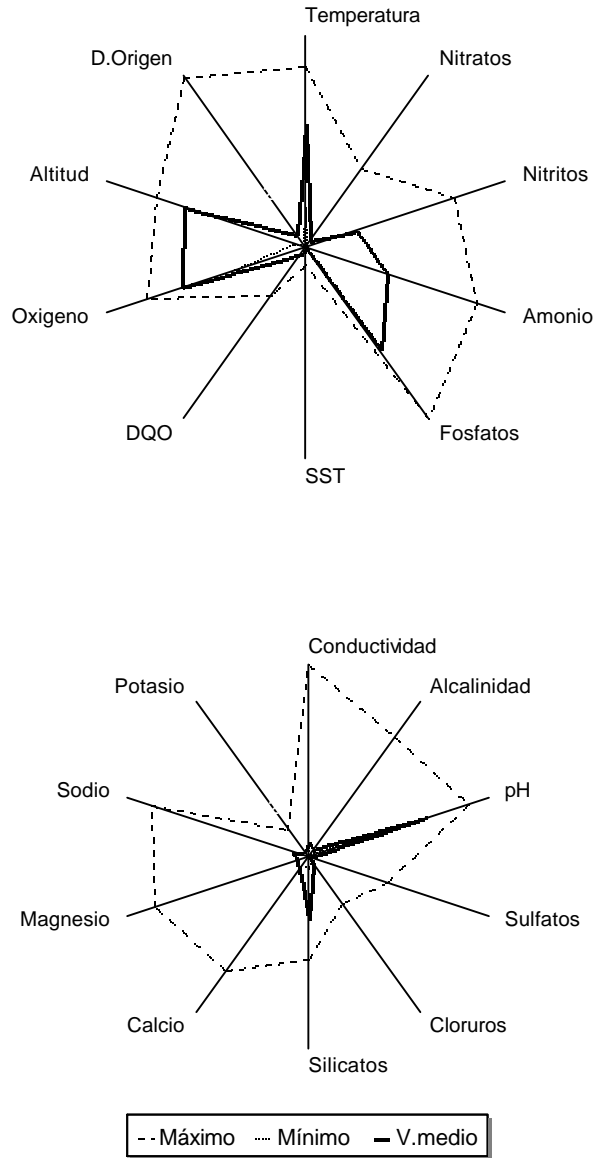 Temperatura
D.Origen
Nitratos
Altitud
Nitritos
Oxigeno
Amonio
DQO
Fosfatos
SST
Conductividad
Potasio
Alcalinidad
Sodio
pH
Magnesio
Sulfatos
Calcio
Cloruros
Silicatos
Máximo Mínimo V.medio